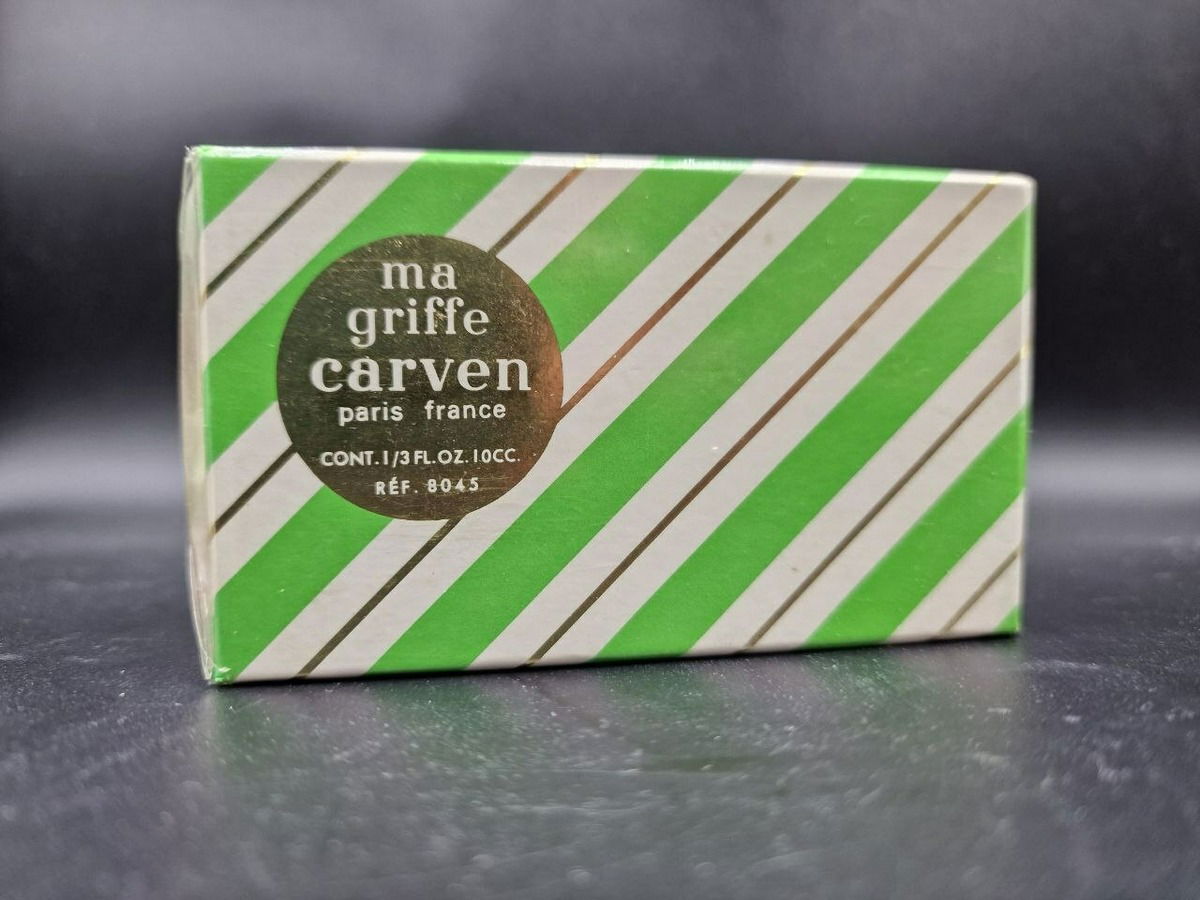 ma
griffe
carven
paris france
CONT. 1/3 FL. OZ. 10CC.
RÉF. 8045